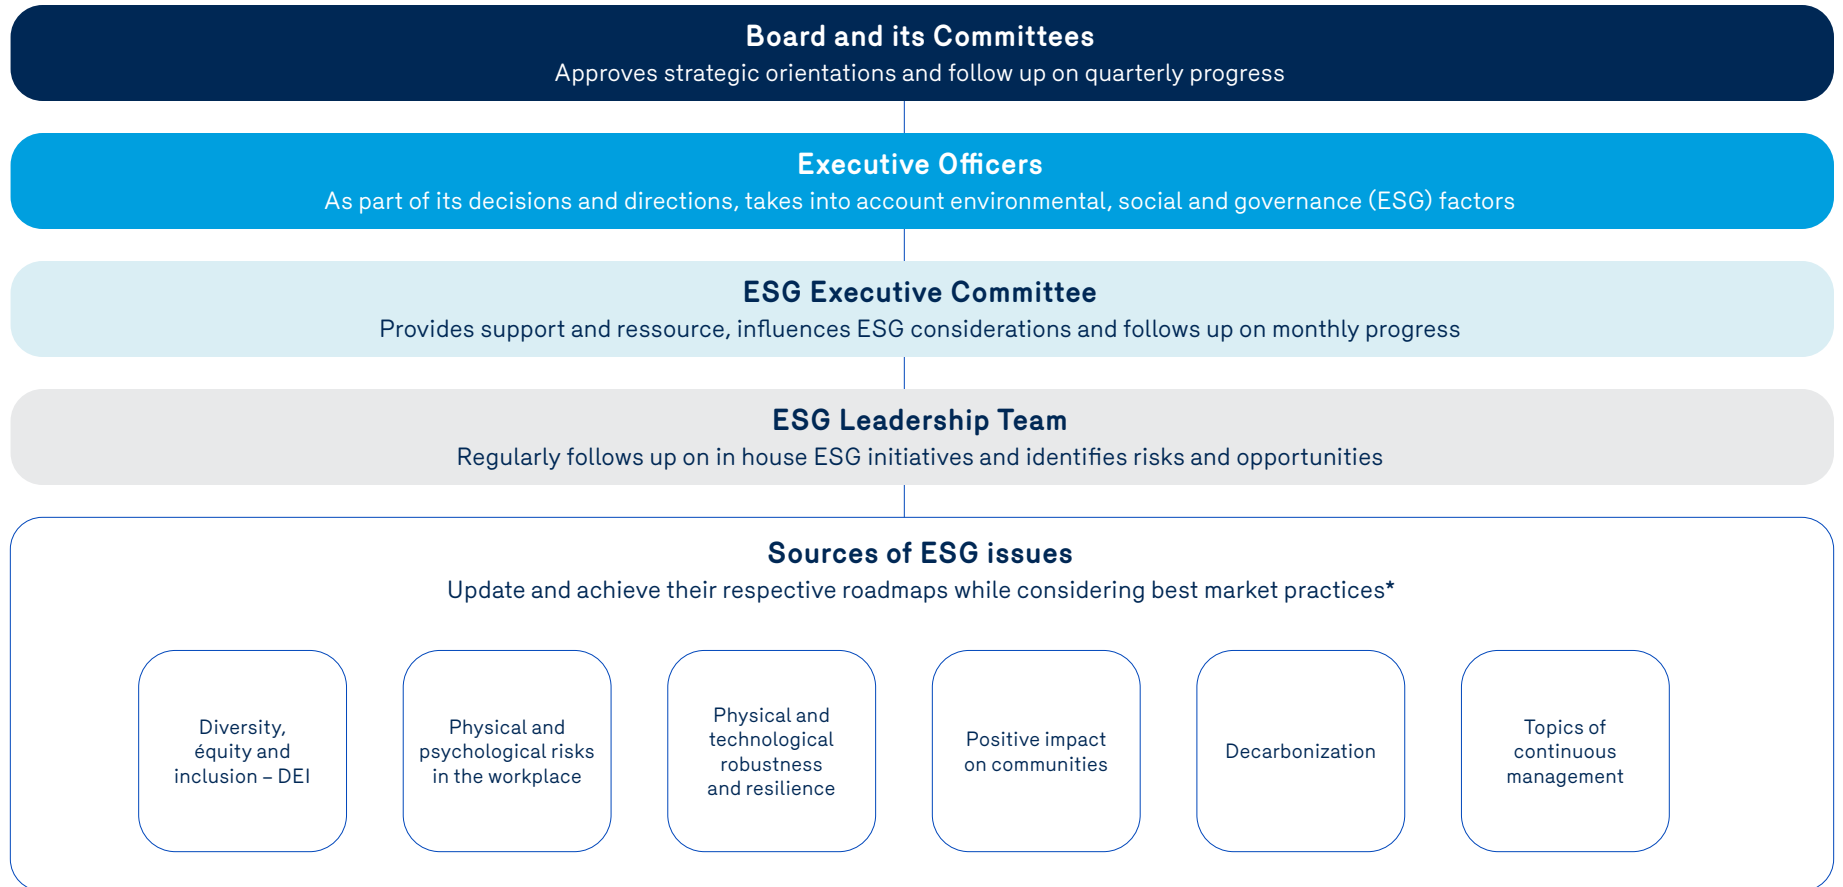 Board and its Committees
Approves strategic orientations and follow up on quarterly progress
Executive Officers
As part of its decisions and directions, takes into account environmental, social and governance (ESG) factors
ESG Executive Committee
Provides support and ressource, influences ESG considerations and follows up on monthly progress
ESG Leadership Team
Regularly follows up on in house ESG initiatives and identifies risks and opportunities
Sources of ESG issues
Update and achieve their respective roadmaps while considering best market practices*
Diversity,
équity and
inclusion – DEI
Physical and
psychological risks
in the workplace
Physical and
technological
robustness
and resilience
Positive impact
on communities
Decarbonization
Topics of
continuous
management